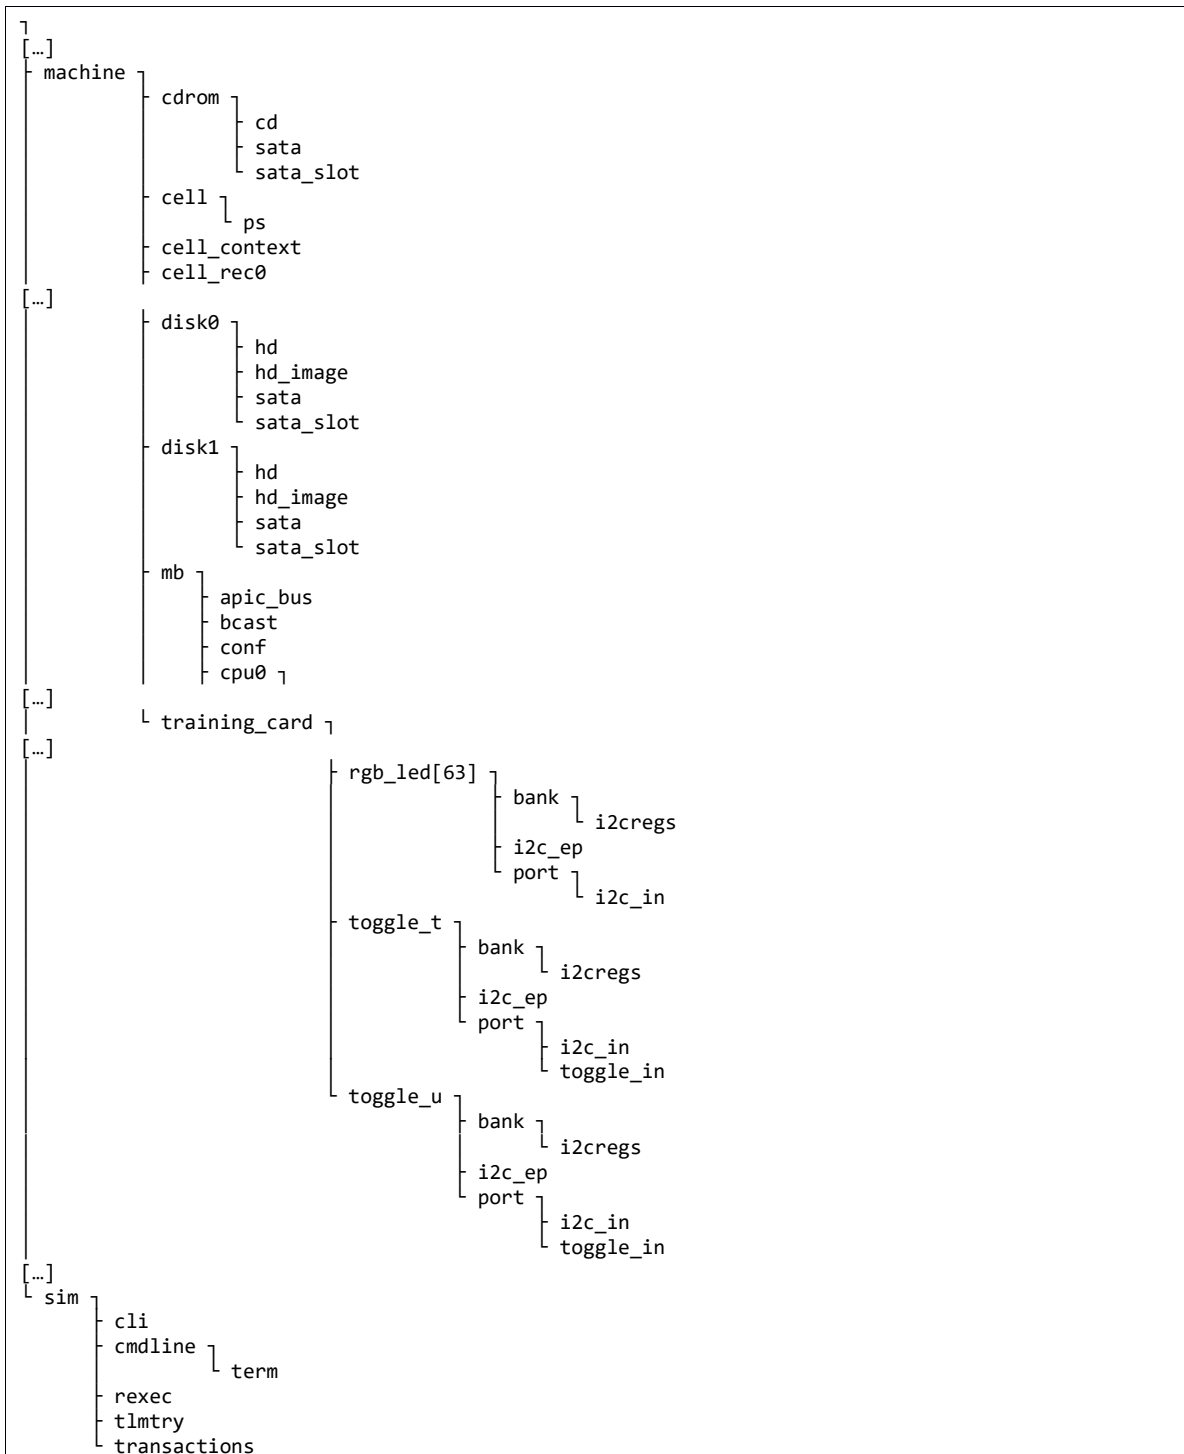 ┐
[…]
├ machine ┐
├ cdrom ┐
├ cd
├ sata
└ sata_slot
├ cell ┐
└ ps
├ cell_context
├ cell_rec0
[…]
├ disk0 ┐
├ hd
├ hd_image
├ sata
└ sata_slot
├ disk1 ┐
├ hd
├ hd_image
├ sata
└ sata_slot
├ mb ┐
├ apic_bus
├ bcast
├ conf
├ cpu0 ┐
[…]
└ training_card ┐
[…]
├ rgb_led[63] ┐
├ bank ┐
└ i2cregs
├ i2c_ep
└ port ┐
└ i2c_in
├ toggle_t ┐
├ bank ┐
└ i2cregs
├ i2c_ep
└ port ┐
├ i2c_in
└ toggle_in
└ toggle_u ┐
├ bank ┐
└ i2cregs
├ i2c_ep
└ port ┐
├ i2c_in
└ toggle_in
[…]
└ sim ┐
├ cli
├ cmdline ┐
└ term
├ rexec
├ tlmtry
└ transactions